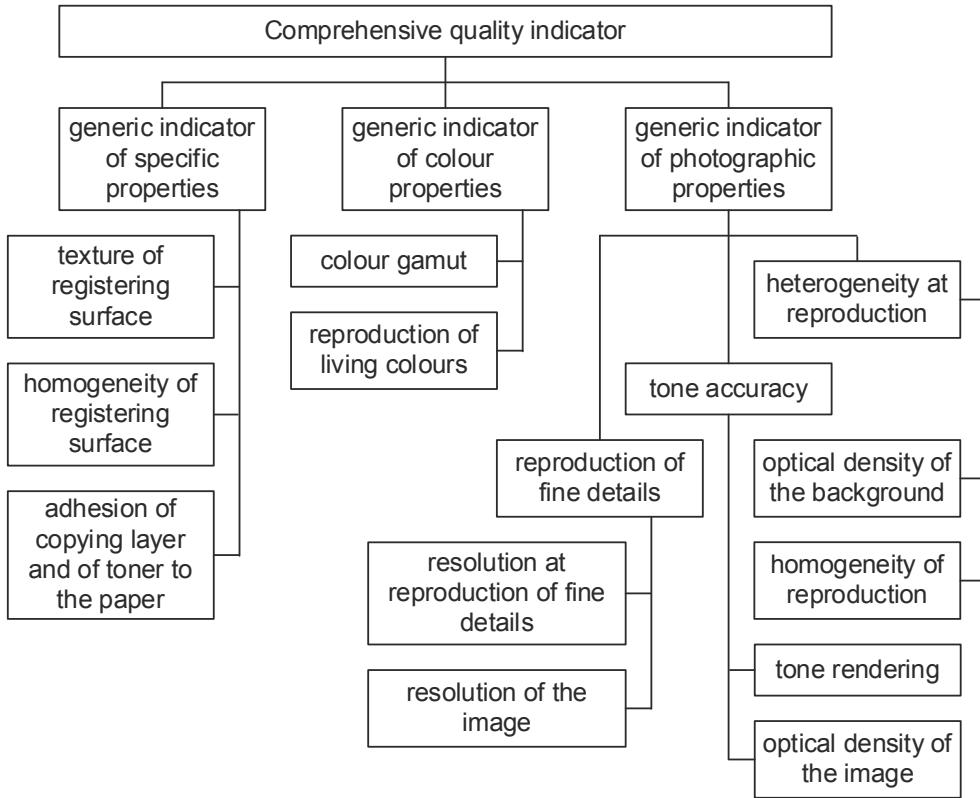 Comprehensive quality indicator
generic indicator
of specific
properties
generic indicator
of colour
properties
generic indicator
of photographic
properties
texture of
registering
surface
homogeneity of
registering
surface
adhesion of
copying layer
and of toner to
the paper
colour gamut
reproduction of
living colours
heterogeneity at
reproduction
tone accuracy
reproduction of
fine details
resolution at
reproduction of fine
details
resolution of the
image
optical density of
the background
homogeneity of
reproduction
tone rendering
optical density of
the image